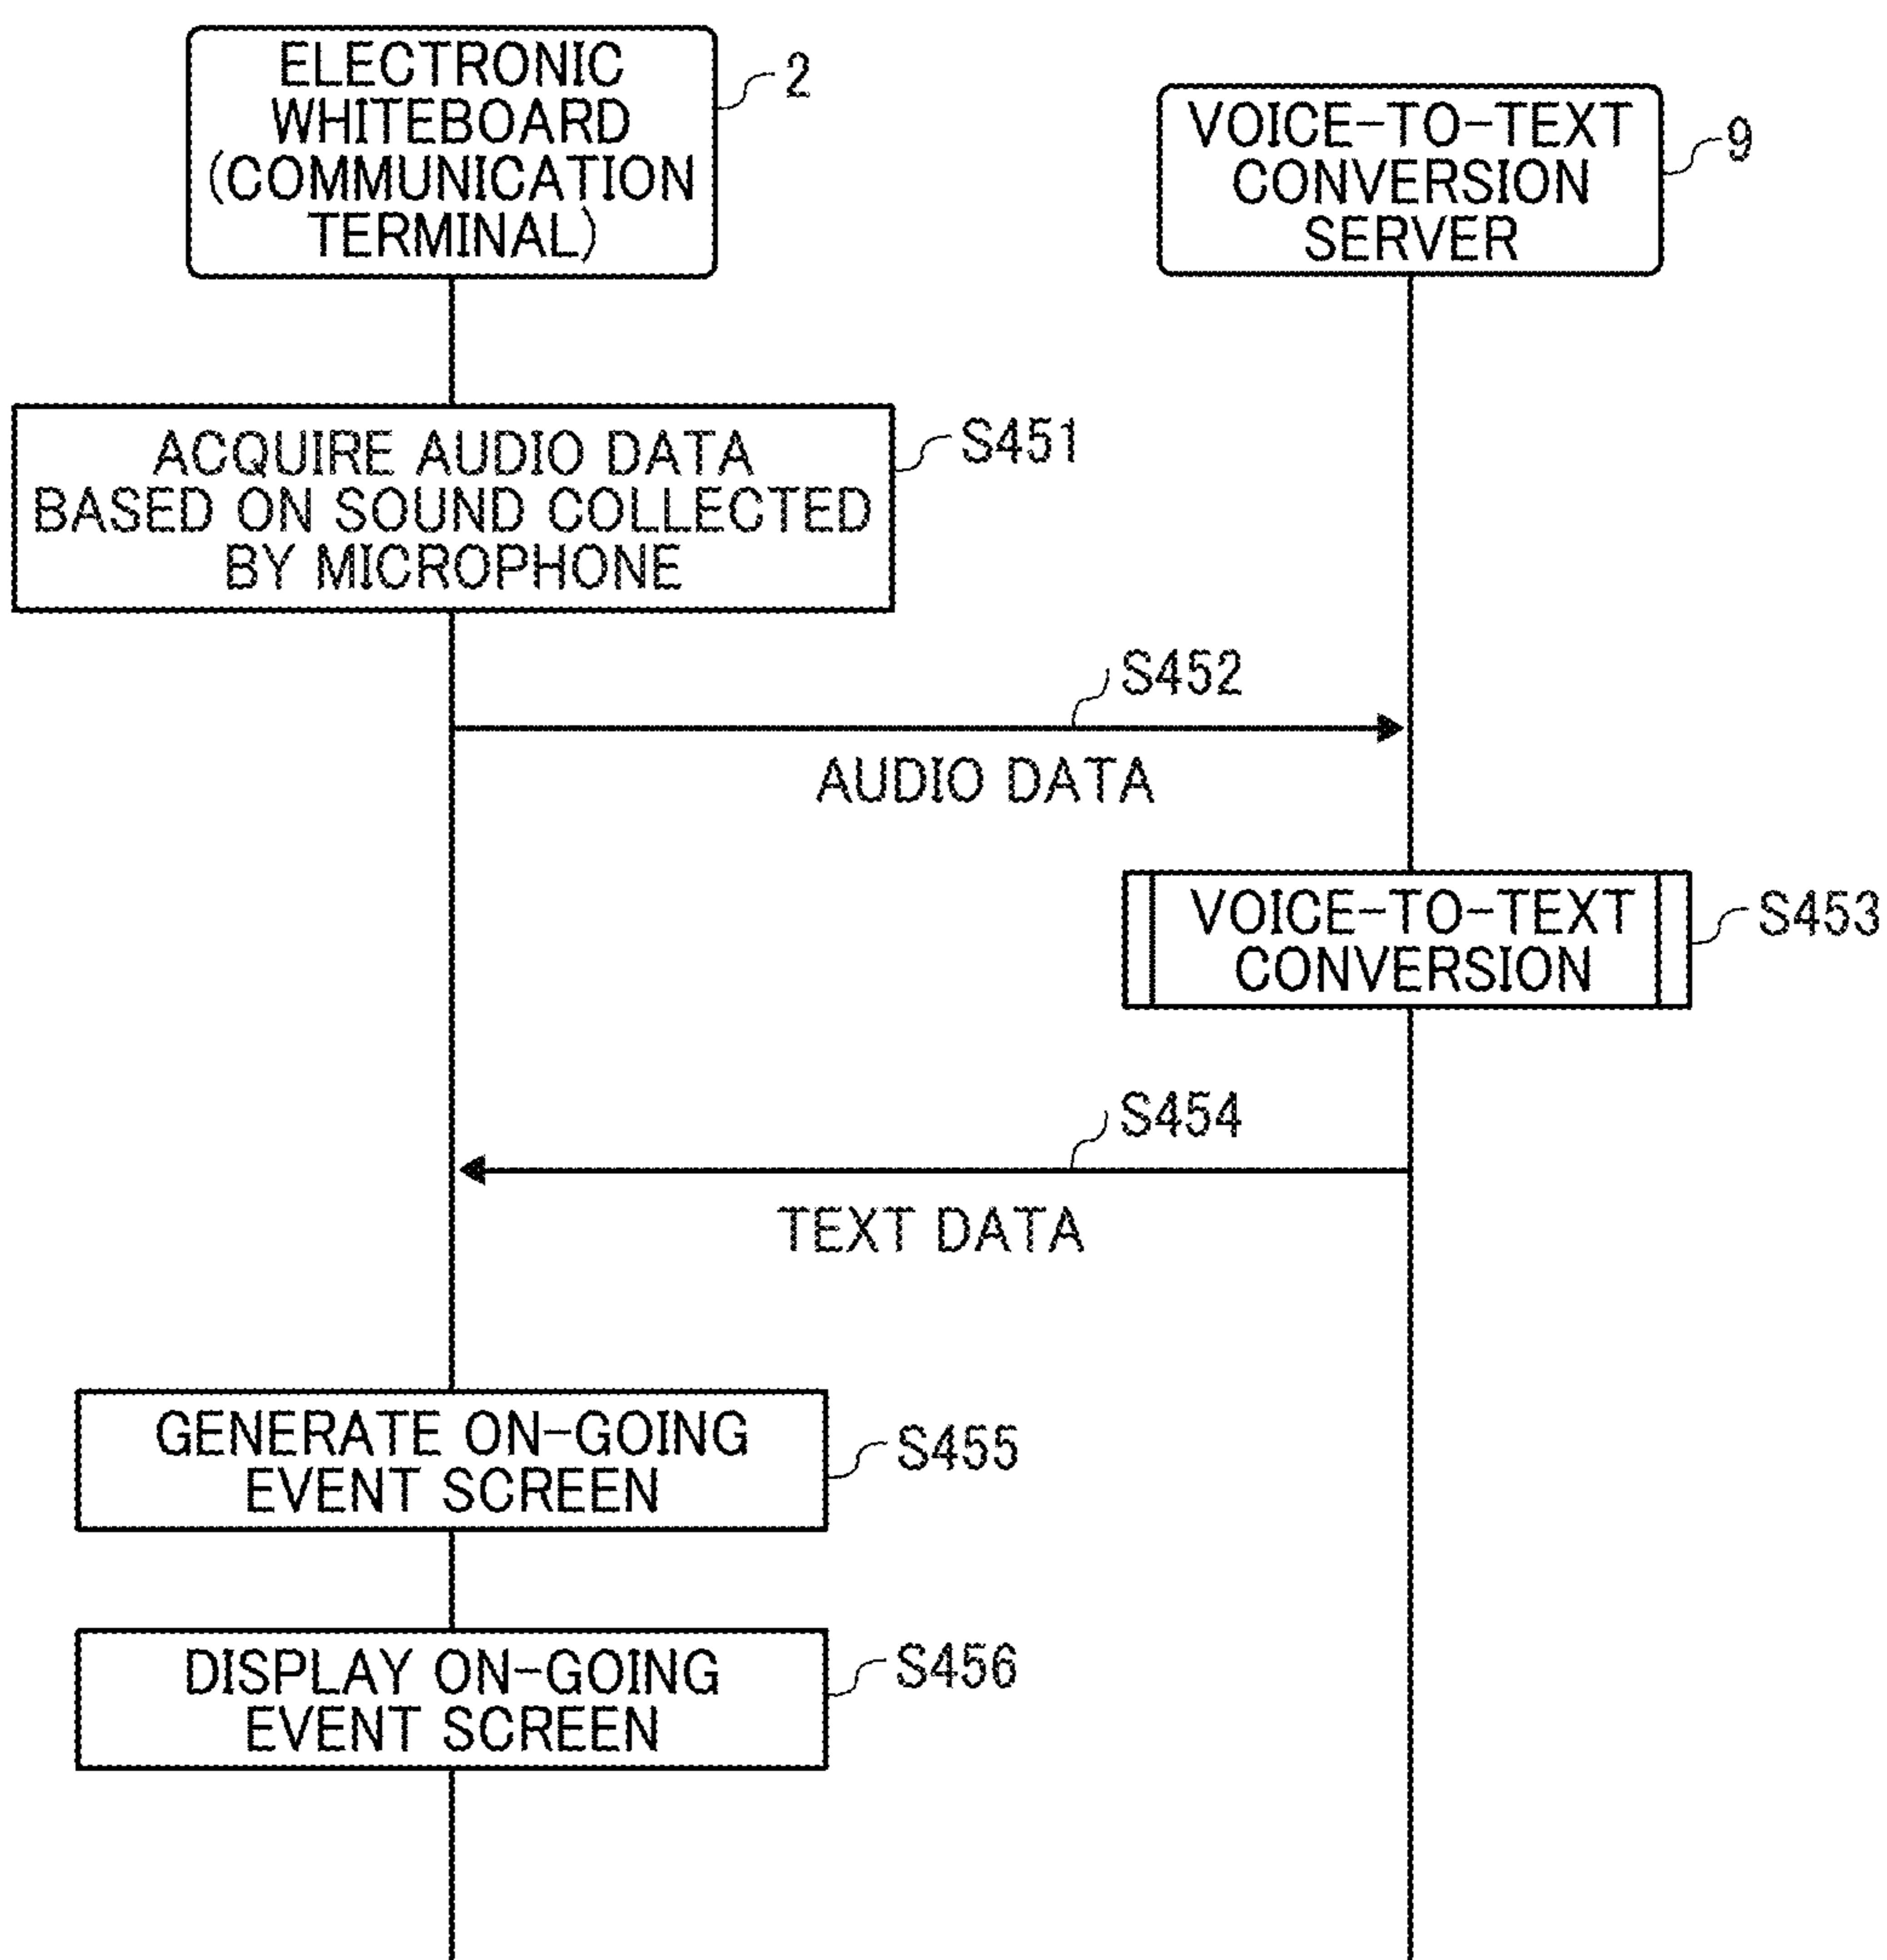 ELECTRONIC
WHITEBOARD
(COMMUNICATION
TERMINAL)
2
VOICE-TO-TEXT
CONVERSION
SERVER
9
ACQUIRE AUDIO DATA
BASED ON SOUND COLLECTED
BY MICROPHONE
S451
S452
AUDIO DATA
VOICE-TO-TEXT
CONVERSION
S453
S454
TEXT DATA
GENERATE ON-GOING
EVENT SCREEN
S455
DISPLAY ON-GOING
EVENT SCREEN
S456